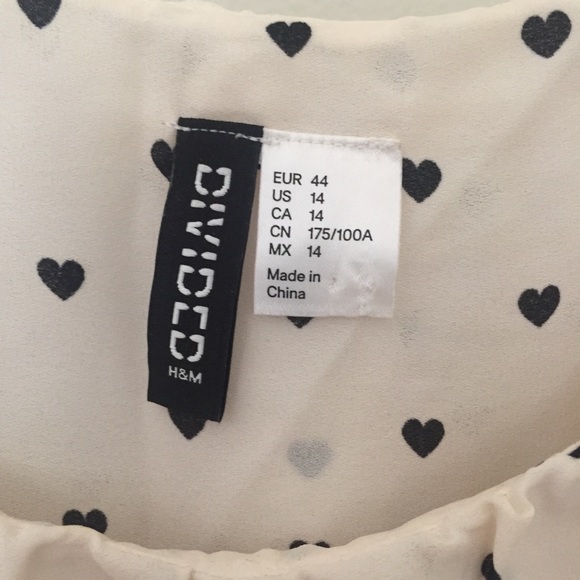 DIVIDED
H&M
EUR 44
US 14
CA 14
CN 175/100A
MX 14
Made in
China